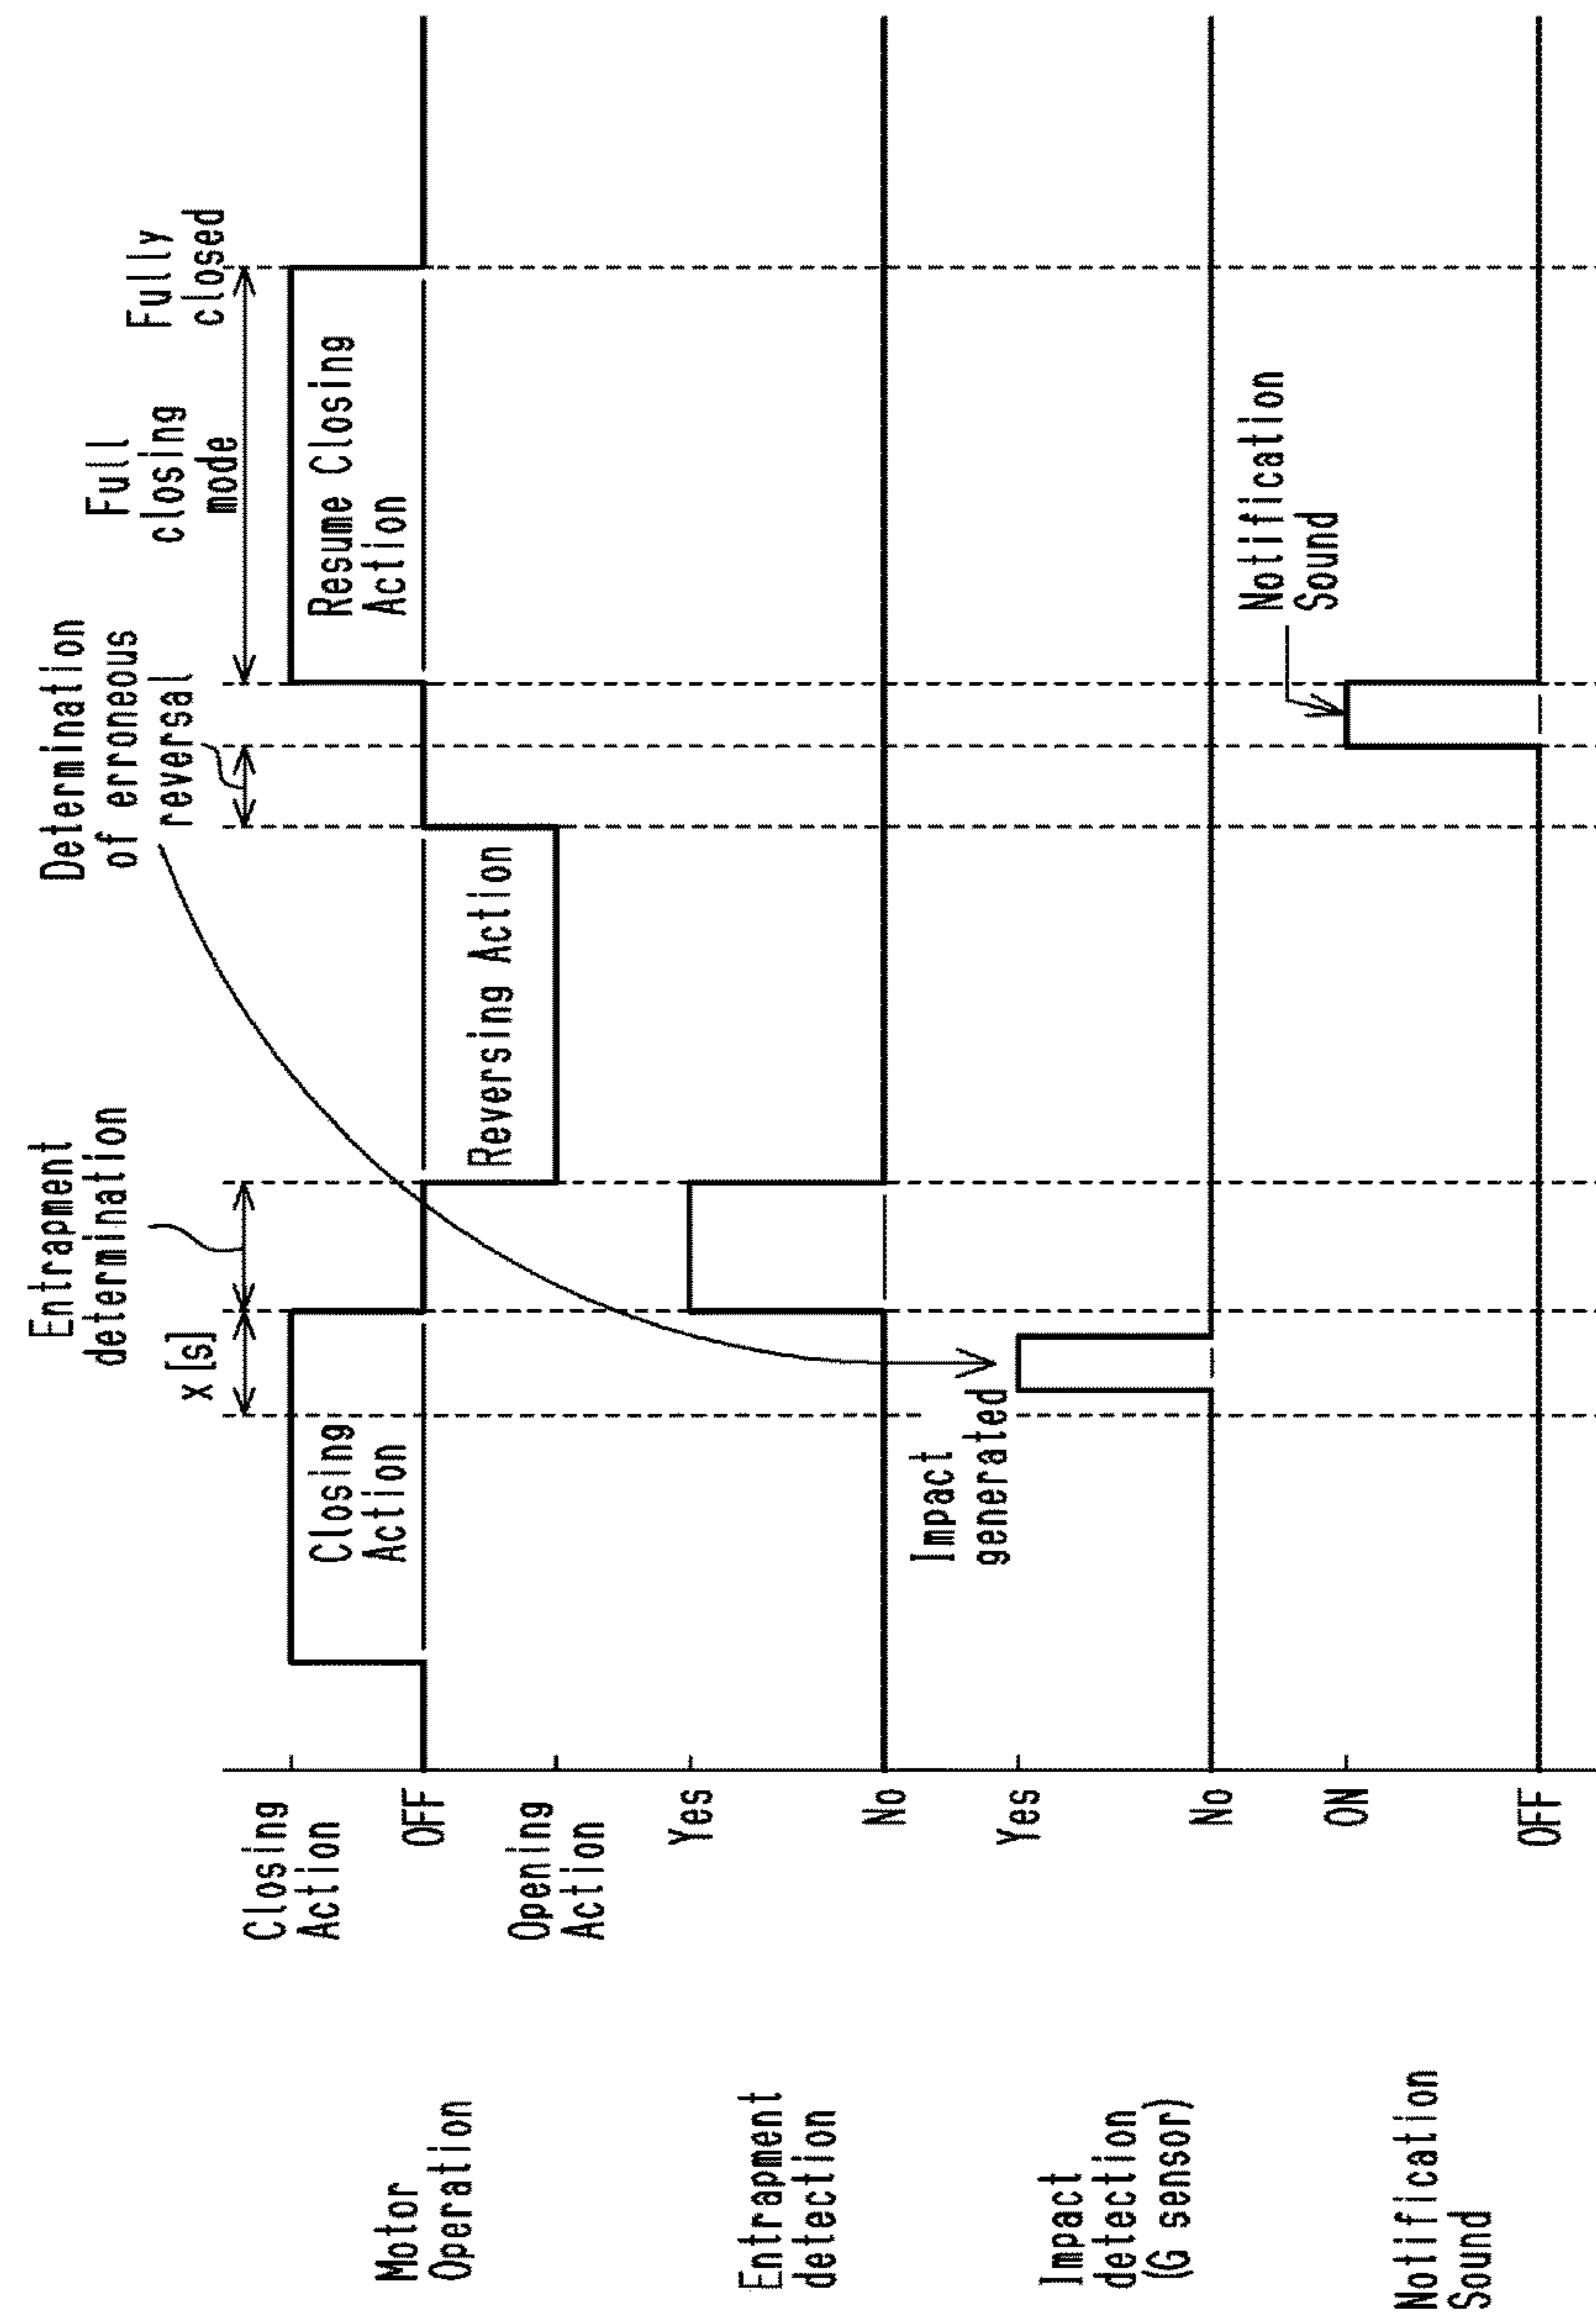 Entrapment
determination
x[s]
Determination
of erroneous
reversal
Full
closing
mode
Fully
closed
Motor
Operation
Closing
Action
OFF
Opening
Action
Closing
Action
Reversing Action
Resume Closing
Action
Entrapment
detection
Yes
No
Impact
detection
(G sensor)
Yes
No
Impact
generated
Notification
Sound
ON
OFF
Notification
Sound